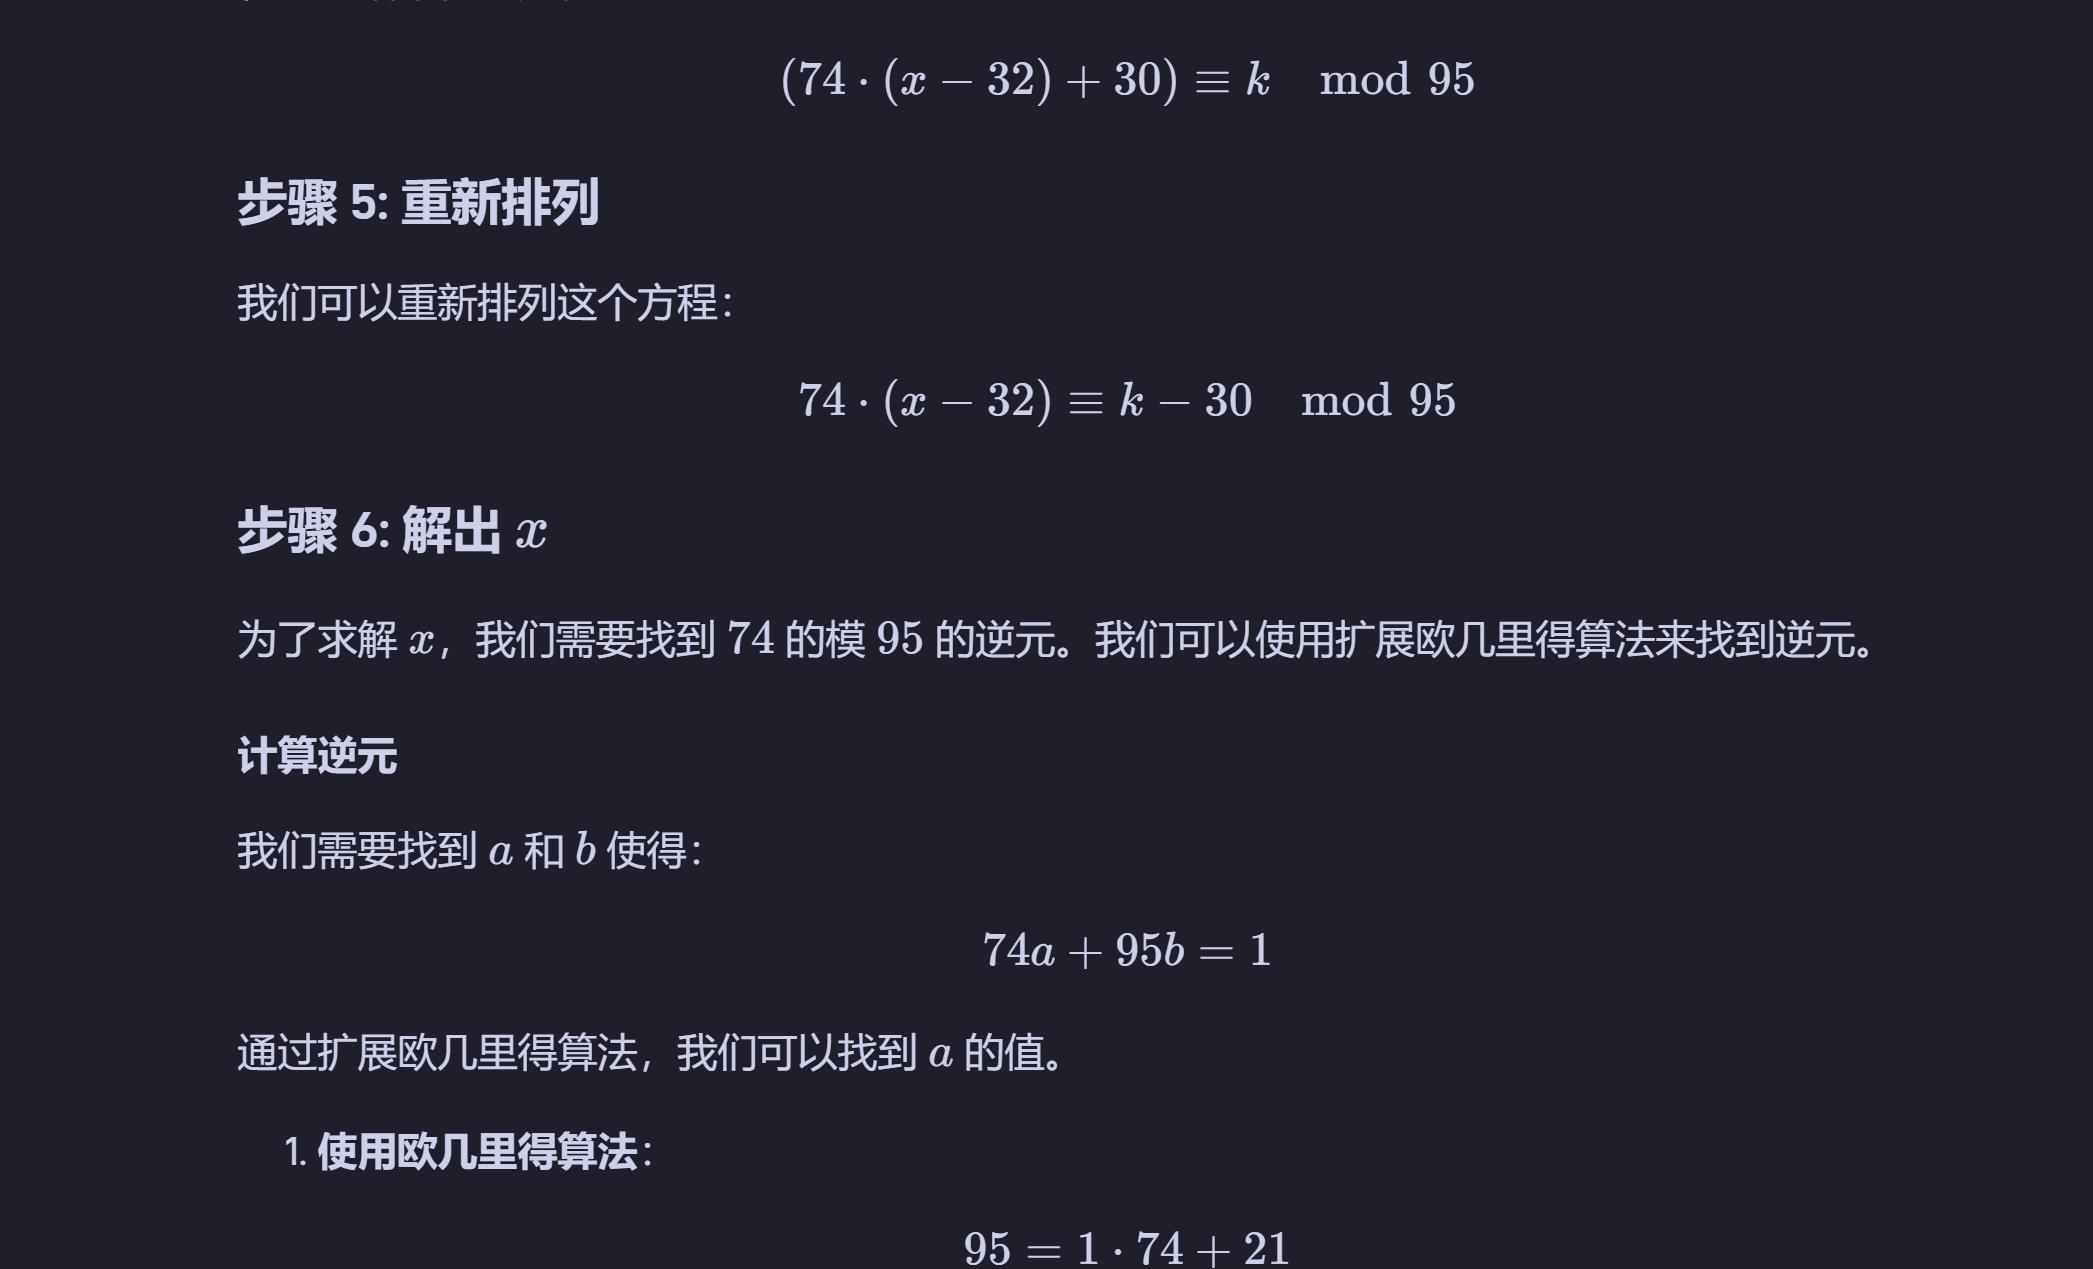 (74 · (x − 32) + 30) ≡ k mod 95
步骤 5: 重新排列
我们可以重新排列这个方程：
74 · (x − 32) ≡ k − 30 mod 95
步骤 6: 解出 x
为了求解 x，我们需要找到 74 的模 95 的逆元。我们可以使用扩展欧几里得算法来找到逆元。
计算逆元
我们需要找到 a 和 b 使得：
74a + 95b = 1
通过扩展欧几里得算法，我们可以找到 a 的值。
1. 使用欧几里得算法：
95 = 1 · 74 + 21